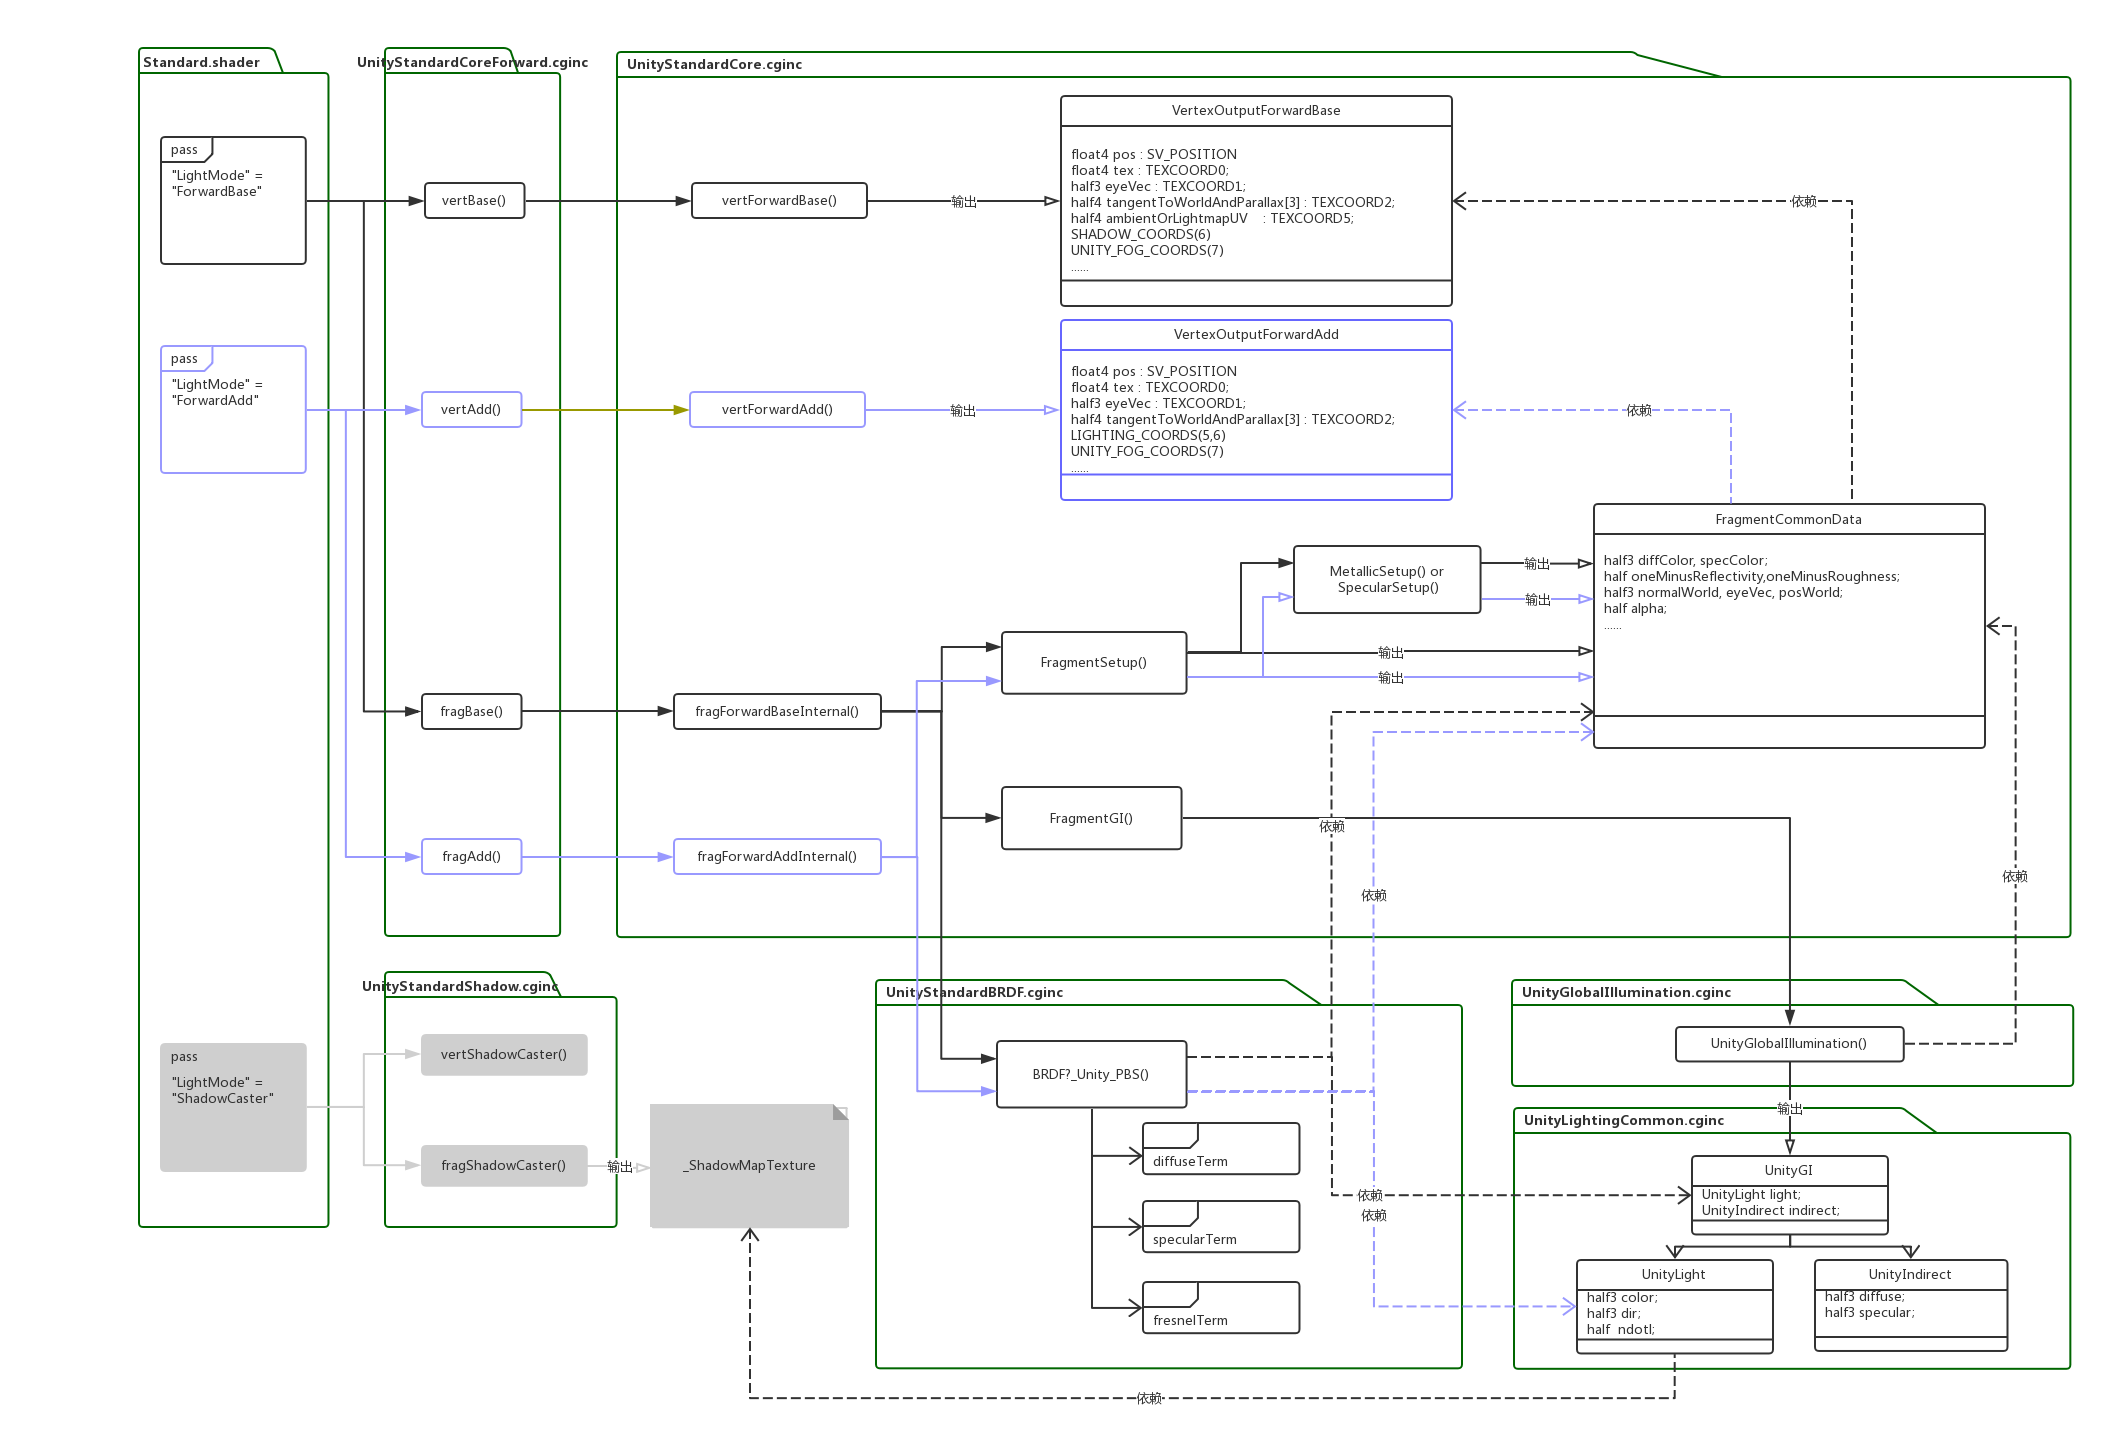 Standard.shader
UnityStandardCoreForward.cginc
UnityStandardCore.cginc
pass
"LightMode" =
"ForwardBase"
vertBase()
vertForwardBase()
输出
VertexOutputForwardBase
float4 pos : SV_POSITION
float4 tex : TEXCOORD0;
half3 eyeVec : TEXCOORD1;
half4 tangentToWorldAndParallax[3] : TEXCOORD2;
half4 ambientOrLightmapUV    : TEXCOORD5;
SHADOW_COORDS(6)
UNITY_FOG_COORDS(7)
......
依赖
pass
"LightMode" =
"ForwardAdd"
vertAdd()
vertForwardAdd()
输出
VertexOutputForwardAdd
float4 pos : SV_POSITION
float4 tex : TEXCOORD0;
half3 eyeVec : TEXCOORD1;
half4 tangentToWorldAndParallax[3] : TEXCOORD2;
LIGHTING_COORDS(5,6)
UNITY_FOG_COORDS(7)
......
依赖
MetallicSetup() or
SpecularSetup()
输出
输出
FragmentCommonData
half3 diffColor, specColor;
half oneMinusReflectivity,oneMinusRoughness;
half3 normalWorld, eyeVec, posWorld;
half alpha;
......
FragmentSetup()
输出
输出
fragBase()
fragForwardBaseInternal()
FragmentGI()
依赖
fragAdd()
fragForwardAddInternal()
依赖
依赖
UnityStandardShadow.cginc
UnityStandardBRDF.cginc
UnityGlobalIllumination.cginc
pass
"LightMode" =
"ShadowCaster"
vertShadowCaster()
fragShadowCaster()
输出
_ShadowMapTexture
BRDF?_Unity_PBS()
diffuseTerm
specularTerm
fresnelTerm
UnityGlobalIllumination()
输出
UnityLightingCommon.cginc
UnityGI
UnityLight light;
UnityIndirect indirect;
依赖
依赖
UnityLight
half3 color;
half3 dir;
half  ndotl;
UnityIndirect
half3 diffuse;
half3 specular;
依赖